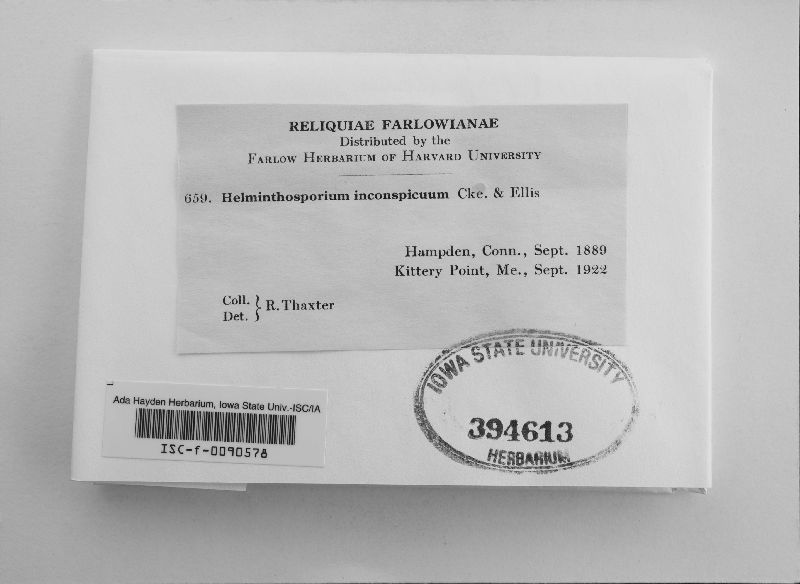 RELIQUIAE FARLOWIANAE
Distributed by the
FARLOW HERBARIUM OF HARVARD UNIVERSITY
659. Helminthosporium inconspicuum Cke. & Ellis
Hampden, Conn., Sept. 1889
Kittery Point, Me., Sept. 1922
Coll. } R. Thaxter
Det.
IOWA STATE UNIVERSITY
394613
HERBARIUM
Ada Hayden Herbarium, Iowa State Univ.-ISC/IA
ISC-f-0090578